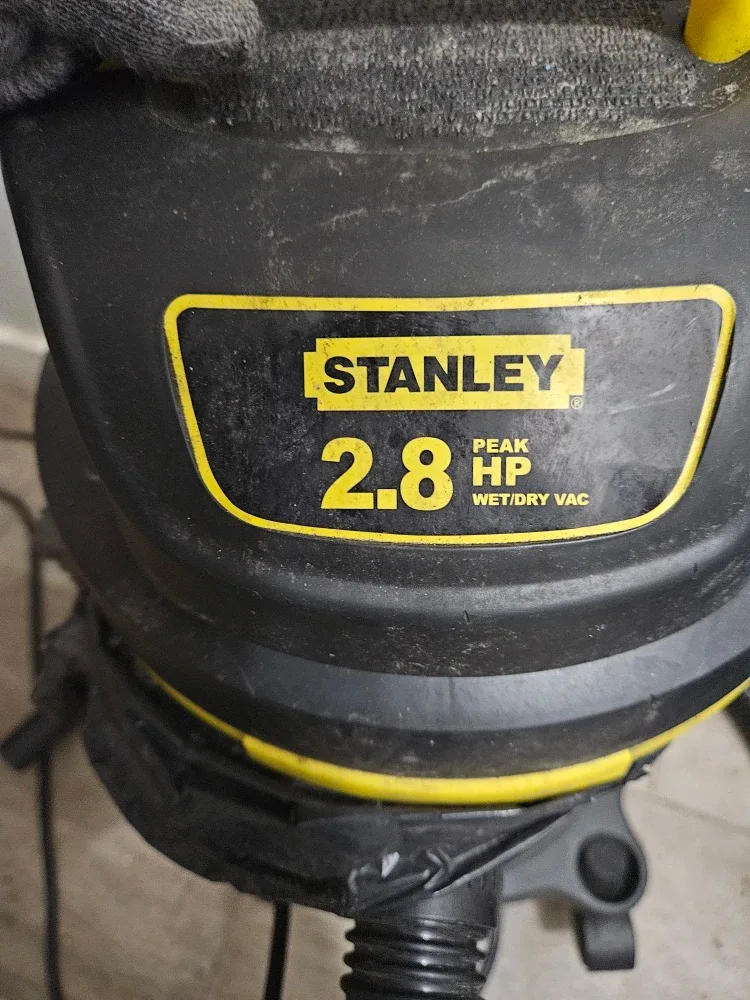 STANLEY®
2.8 PEAK
HP
WET/DRY VAC